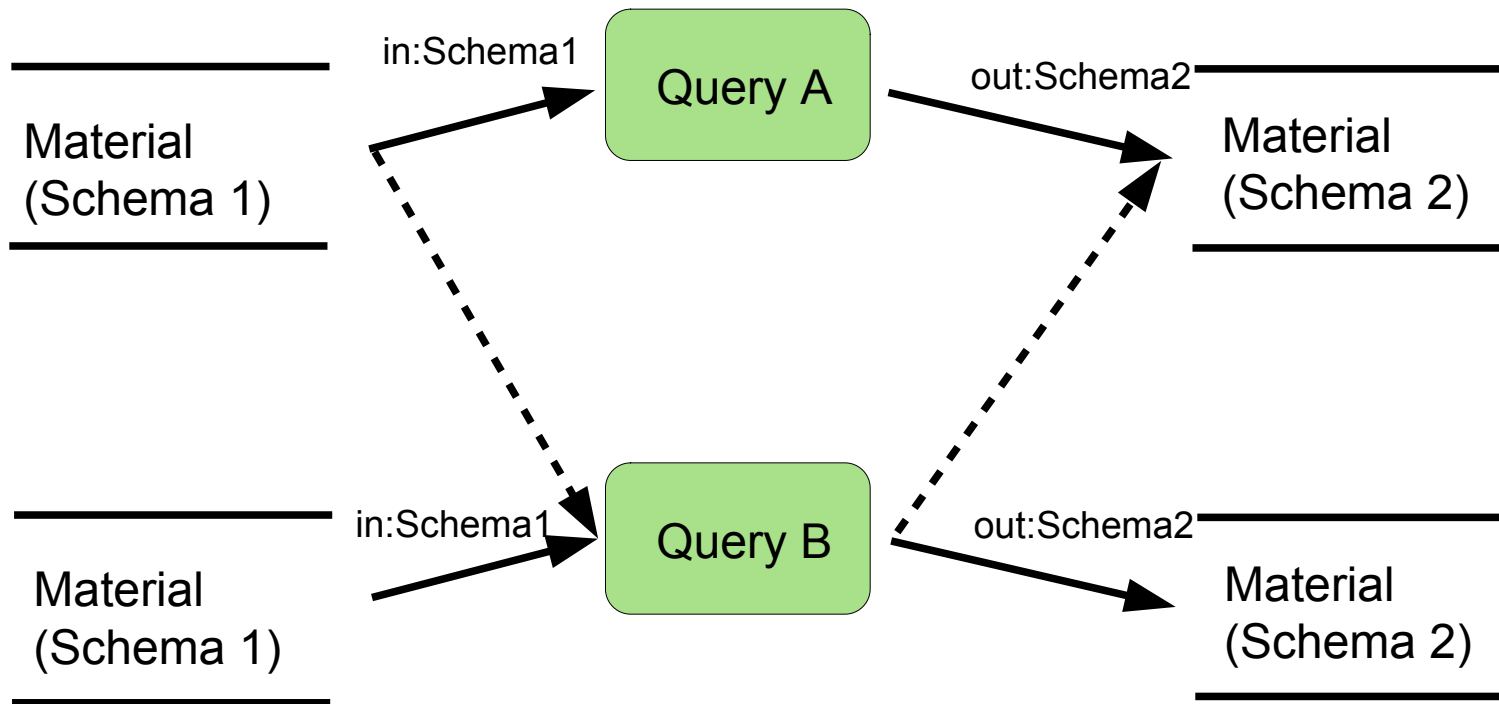 in:Schema1
Query A
out:Schema2
Material
(Schema 1)
Material
(Schema 2)
in:Schema1
Query B
out:Schema2
Material
(Schema 1)
Material
(Schema 2)